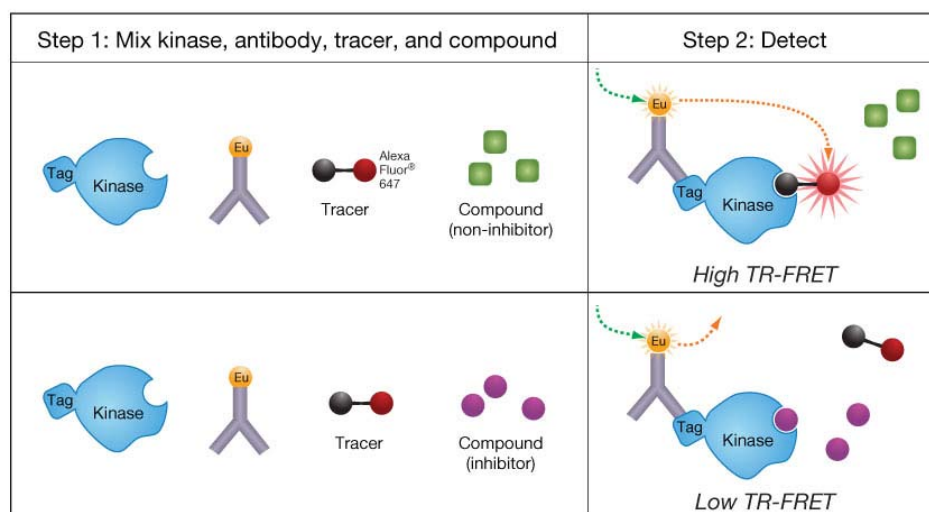 Step 1: Mix kinase, antibody, tracer, and compound
Step 2: Detect
Tag
Kinase
Eu
Alexa
Fluor®
647
Tracer
Compound
(non-inhibitor)
Eu
Tag
Kinase
High TR-FRET
Tag
Kinase
Eu
Tracer
Compound
(inhibitor)
Eu
Tag
Kinase
Low TR-FRET